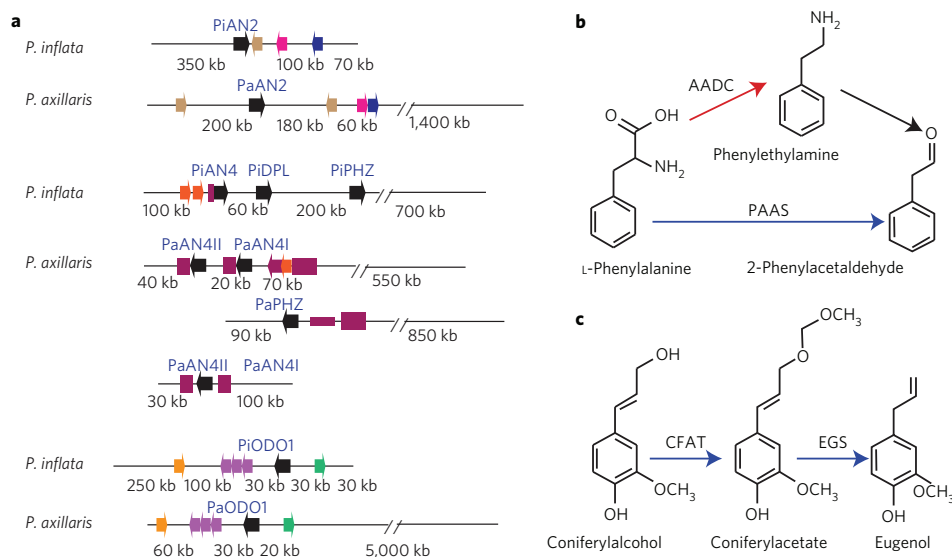 a
PiAN2
P. inflata
350 kb 100 kb 70 kb
PaAN2
P. axillaris
200 kb 180 kb 60 kb 1,400 kb
PiAN4 PiDPL PiPHZ
P. inflata
100 kb 60 kb 200 kb 700 kb
PaAN4II PaAN4I
P. axillaris
40 kb 20 kb 70 kb 550 kb
PaPHZ
90 kb 850 kb
PaAN4II PaAN4I
30 kb 100 kb
PiODO1
P. inflata
250 kb 100 kb 30 kb 30 kb 30 kb
PaODO1
P. axillaris
60 kb 30 kb 20 kb 5,000 kb
b
NH2
AADC
O
OH
NH2
Phenylethylamine
O
PAAS
L-Phenylalanine
2-Phenylacetaldehyde
c
OCH3
OH
O
CFAT
EGS
OCH3
OCH3
OCH3
OH
OH
OH
Coniferylalcohol
Coniferylacetate
Eugenol